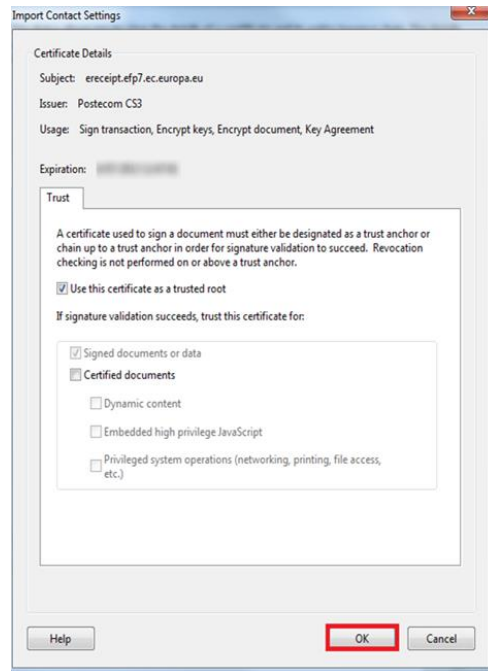 Import Contact Settings
Certificate Details
Subject: ereceipt.efp7.ec.europa.eu
Issuer: Postecom CS3
Usage: Sign transaction, Encrypt keys, Encrypt document, Key Agreement
Expiration:
Trust
A certificate used to sign a document must either be designated as a trust anchor or
chain up to a trust anchor in order for signature validation to succeed. Revocation
checking is not performed on or above a trust anchor.
Use this certificate as a trusted root
If signature validation succeeds, trust this certificate for:
Signed documents or data
Certified documents
Dynamic content
Embedded high privilege JavaScript
Privileged system operations (networking, printing, file access,
etc.)
Help OK Cancel